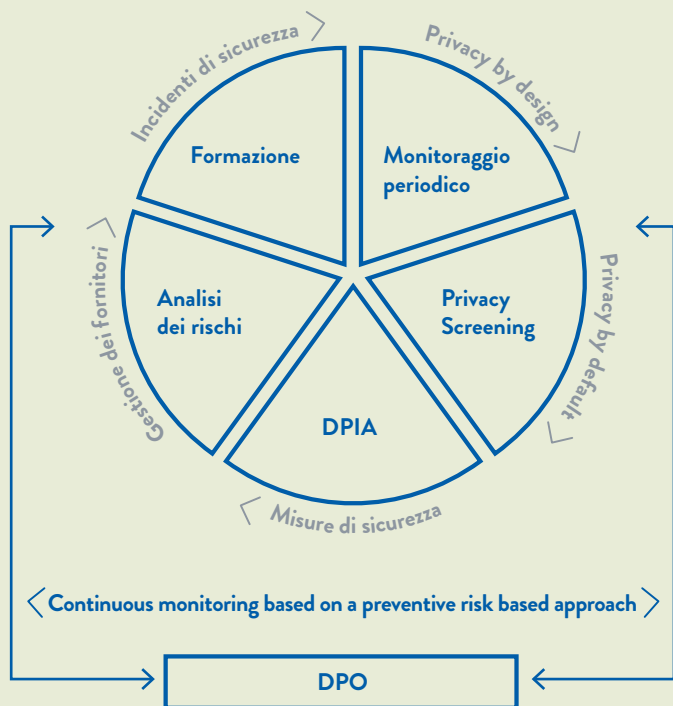 Incidenti di sicurezza
Privacy by design
Formazione
Monitoraggio
periodico
Gestione dei fornitori
Analisi
dei rischi
Privacy
Screening
Privacy by default
DPIA
Misure di sicurezza
Continuous monitoring based on a preventive risk based approach
DPO